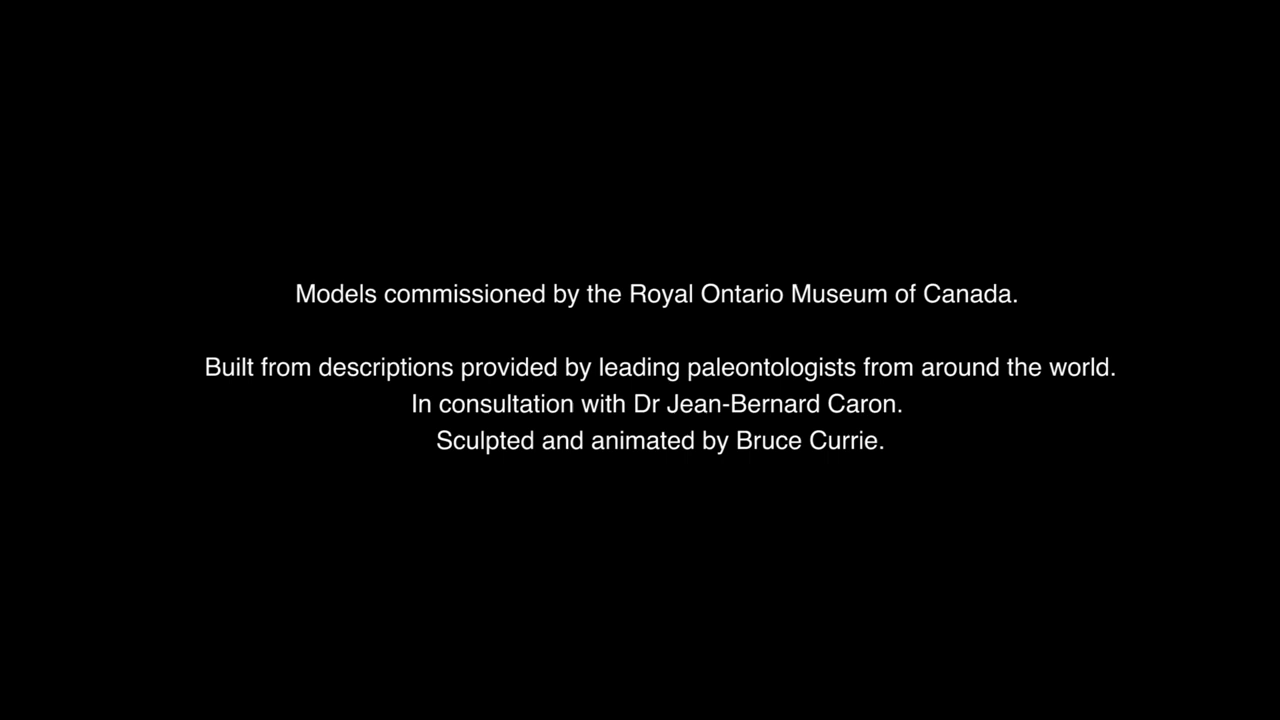 Models commissioned by the Royal Ontario Museum of Canada.
Built from descriptions provided by leading paleontologists from around the world.
In consultation with Dr Jean-Bernard Caron.
Sculpted and animated by Bruce Currie.